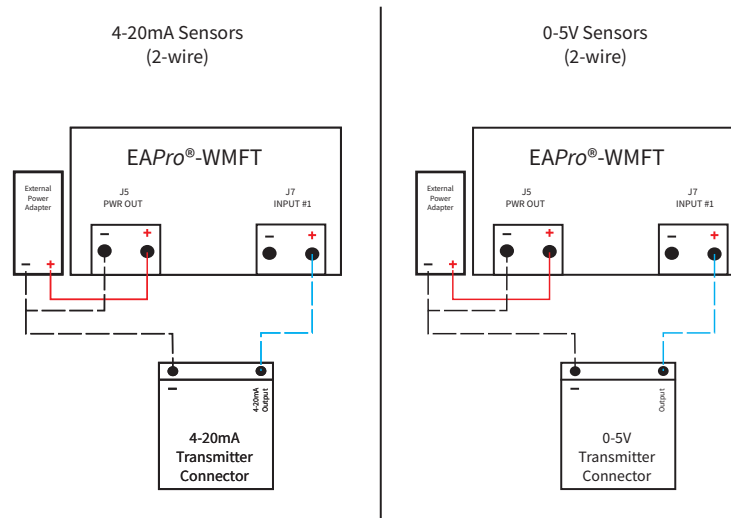 4-20mA Sensors
(2-wire)
EAPro®-WMFT
External
Power
Adapter
J5
PWR OUT
J7
INPUT #1
− +
− +
− +
−
4-20mA
Output
4-20mA
Transmitter
Connector
0-5V Sensors
(2-wire)
EAPro®-WMFT
External
Power
Adapter
J5
PWR OUT
J7
INPUT #1
− +
− +
− +
−
Output
0-5V
Transmitter
Connector